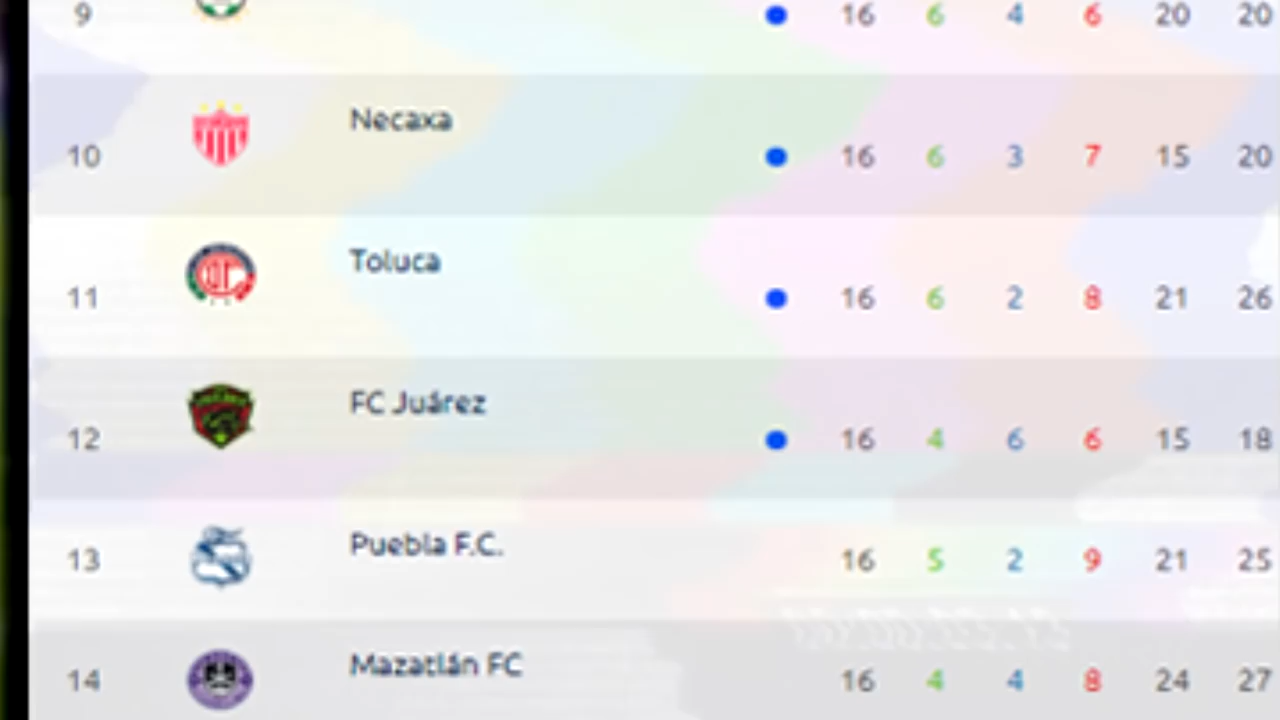 9 16 6 4 6 20 20
Necaxa
10 16 6 3 7 15 20
Toluca
11 16 6 2 8 21 26
FC Juárez
12 16 4 6 6 15 18
Puebla F.C.
13 16 5 2 9 21 25
Mazatlán FC
14 16 4 4 8 24 27